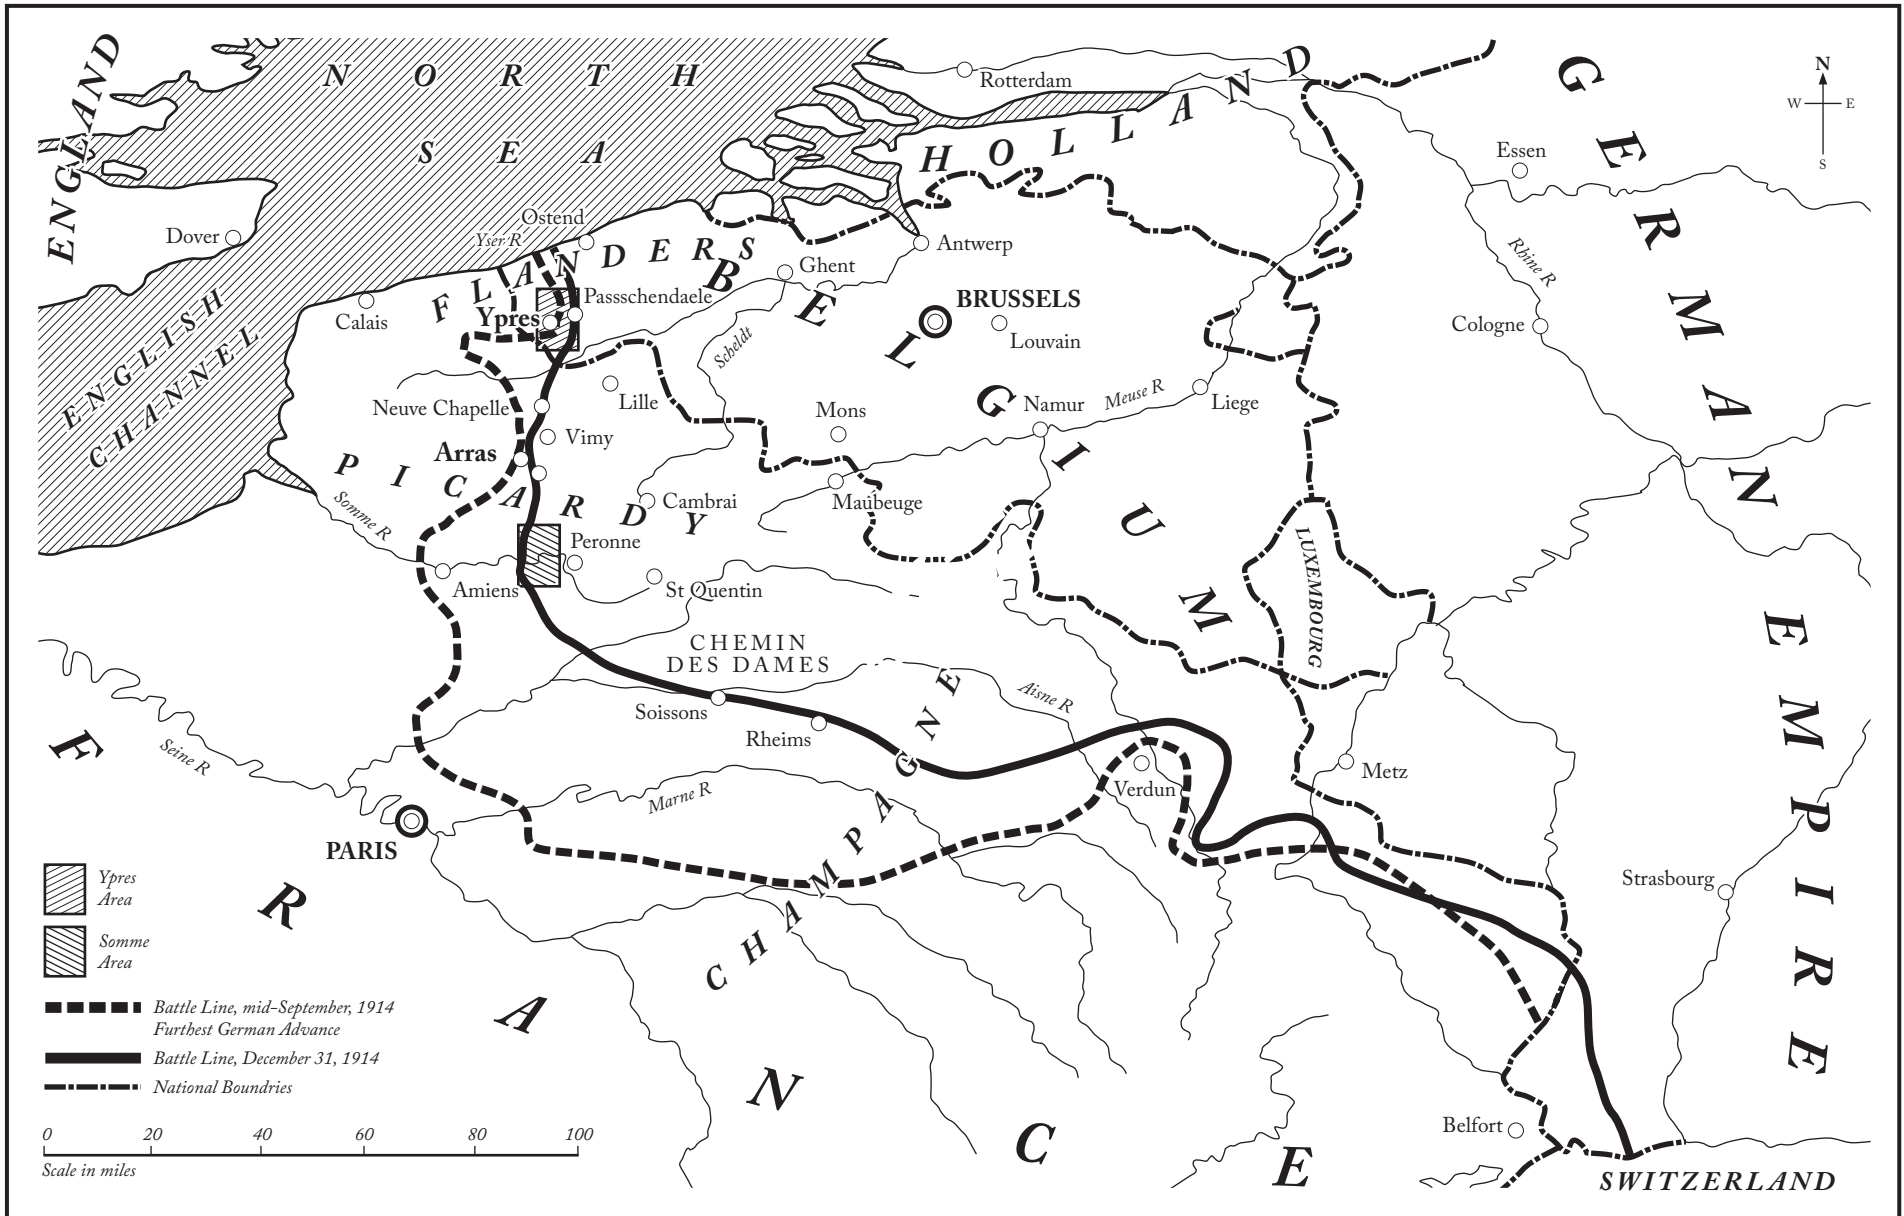 ENGLAND
NORTH
SEA
Rotterdam
HOLLAND
GERMAN EMPIRE
N
W E
S
Essen
Dover
Ostend
Yser R
FLANDERS
Antwerp
Ghent
BELGIUM
Rhine R
Passschendaele
Ypres
Calais
BRUSSELS
Louvain
Cologne
ENGLISH
CHANNEL
Scheldt
Lille
Neuve Chapelle
Mons
Namur
Meuse R
Liege
Vimy
Arras
PICARDY
Cambrai
Maubeuge
Somme R
Peronne
Amiens
St Quentin
LUXEMBOURG
CHEMIN
DES DAMES
Aisne R
Soissons
Rheims
CHAMPAGNE
FRANCE
Seine R
Marne R
Verdun
Metz
PARIS
Strasbourg
Belfort
SWITZERLAND
Ypres
Area
Somme
Area
Battle Line, mid-September, 1914
Furthest German Advance
Battle Line, December 31, 1914
National Boundries
0 20 40 60 80 100
Scale in miles